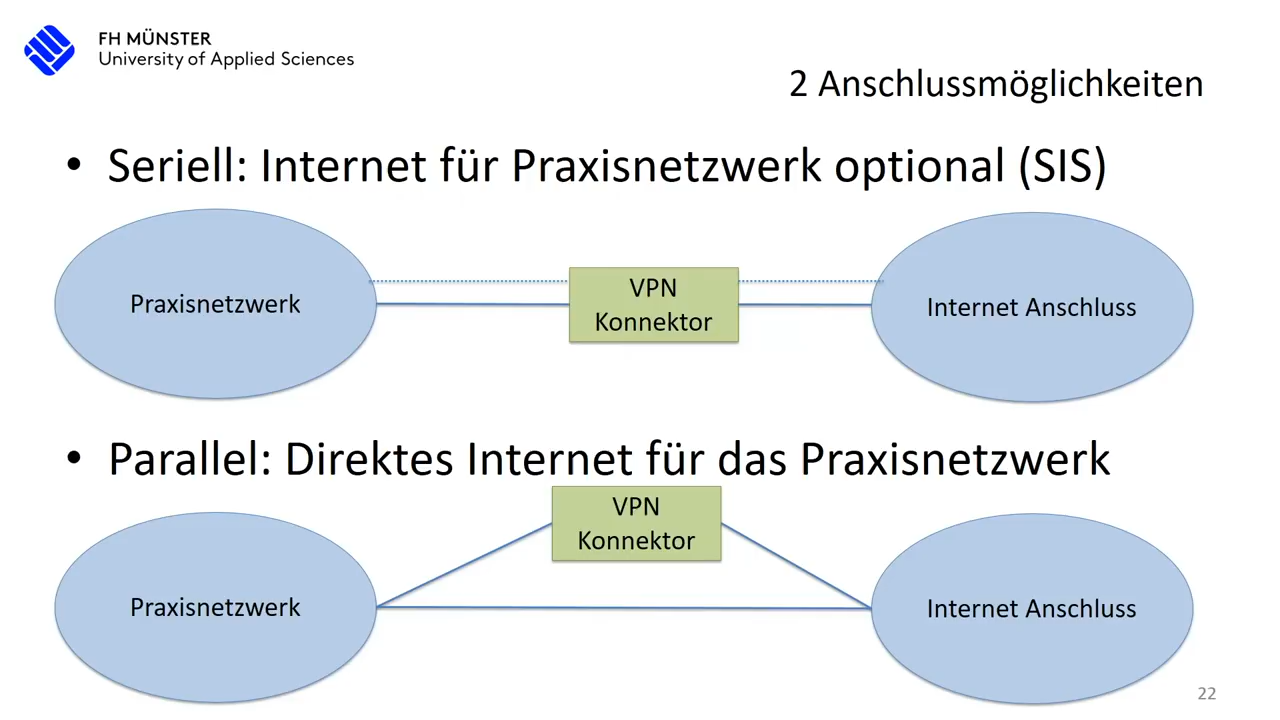 FH MÜNSTER
University of Applied Sciences
2 Anschlussmöglichkeiten
• Seriell: Internet für Praxisnetzwerk optional (SIS)
Praxisnetzwerk
VPN
Konnektor
Internet Anschluss
• Parallel: Direktes Internet für das Praxisnetzwerk
VPN
Konnektor
Praxisnetzwerk
Internet Anschluss
22